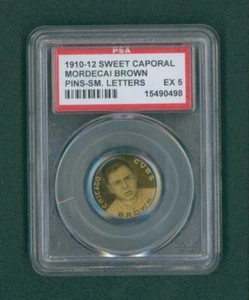 PSA
1910-12 SWEET CAPORAL
MORDECAI BROWN
PINS-SM. LETTERS EX 5
15490498
CHICAGO CUBS
BROWN